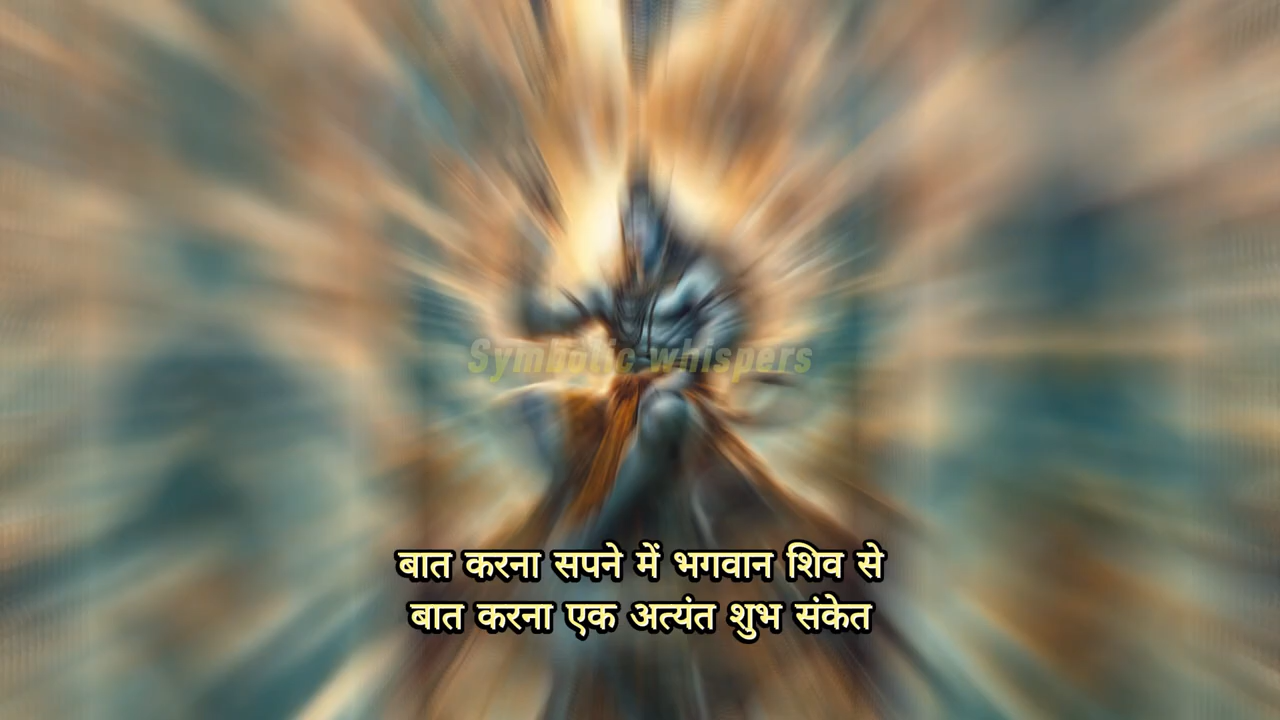 Symbolic whispers
बात करना सपने में भगवान शिव से
बात करना एक अत्यंत शुभ संकेत